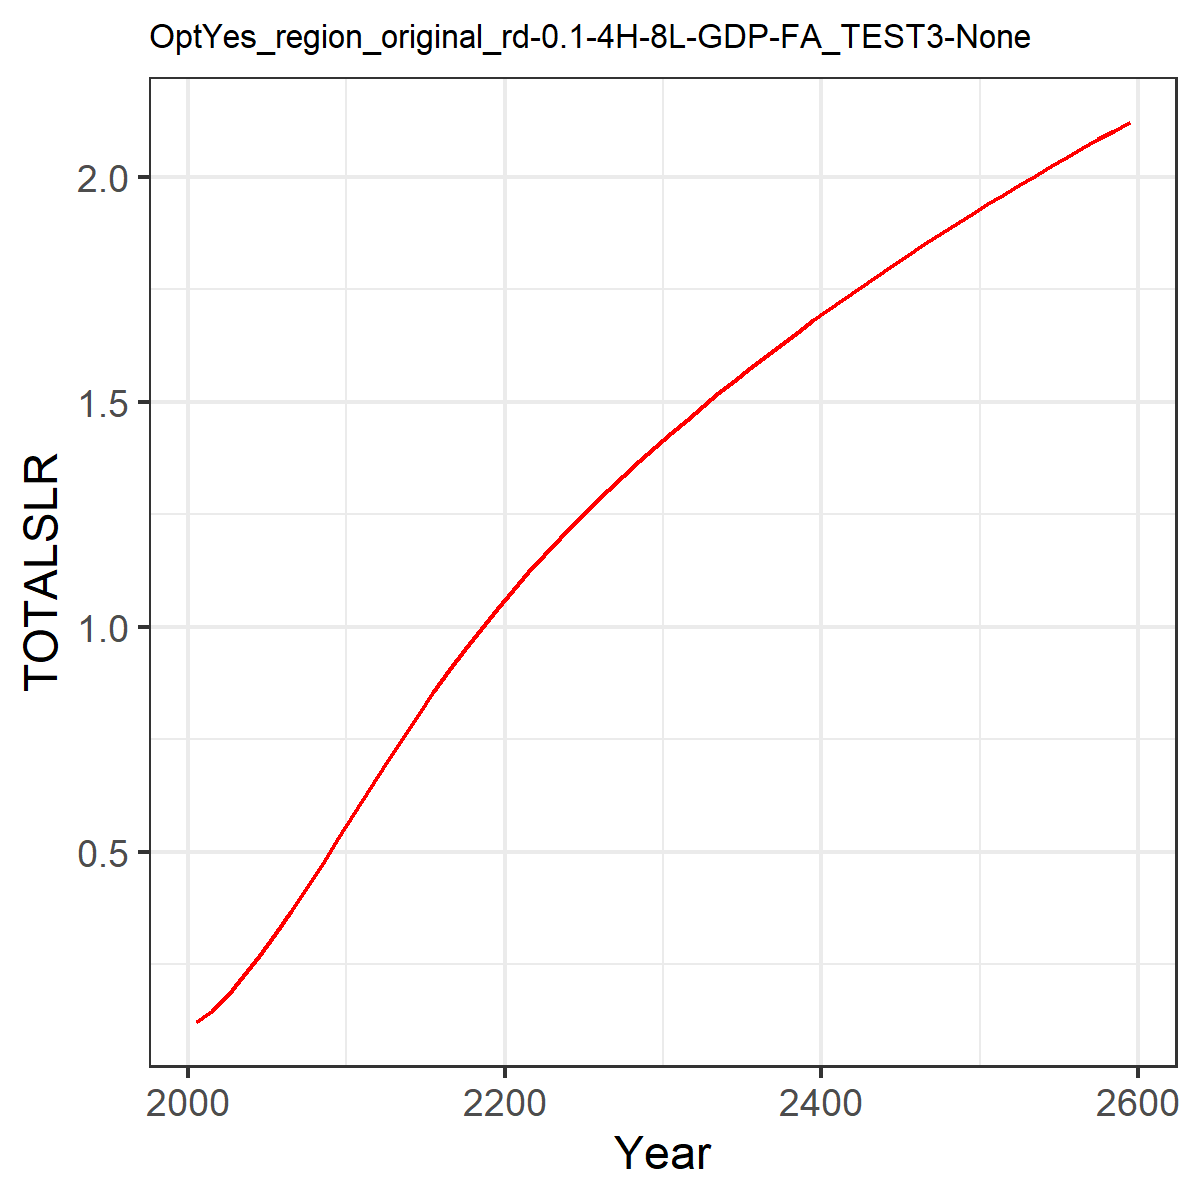 OptYes_region_original_rd-0.1-4H-8L-GDP-FA_TEST3-None
TOTALSLR
2.0
1.5
1.0
0.5
2000 2200 2400 2600
Year